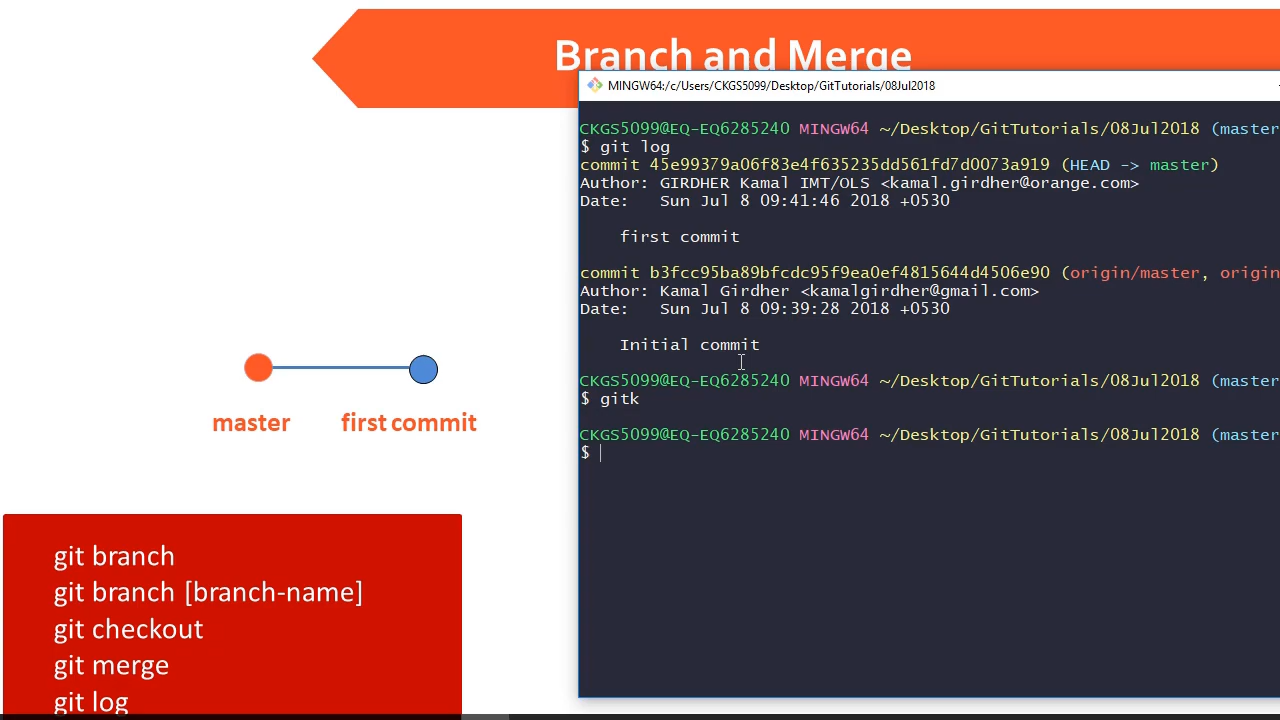 Branch and Merge
MINGW64:/c/Users/CKGS5099/Desktop/GitTutorials/08Jul2018
CKGS5099@EQ-EQ6285240 MINGW64 ~/Desktop/GitTutorials/08Jul2018 (master
$ git log
commit 45e99379a06f83e4f635235dd561fd7d0073a919 (HEAD -> master)
Author: GIRDHER Kamal IMT/OLS <kamal.girdher@orange.com>
Date:   Sun Jul 8 09:41:46 2018 +0530
first commit
commit b3fcc95ba89bfcdc95f9ea0ef4815644d4506e90 (origin/master, origin
Author: Kamal Girdher <kamalgirdher@gmail.com>
Date:   Sun Jul 8 09:39:28 2018 +0530
Initial commit
CKGS5099@EQ-EQ6285240 MINGW64 ~/Desktop/GitTutorials/08Jul2018 (master
$ gitk
CKGS5099@EQ-EQ6285240 MINGW64 ~/Desktop/GitTutorials/08Jul2018 (master
$
master
first commit
git branch
git branch [branch-name]
git checkout
git merge
git log